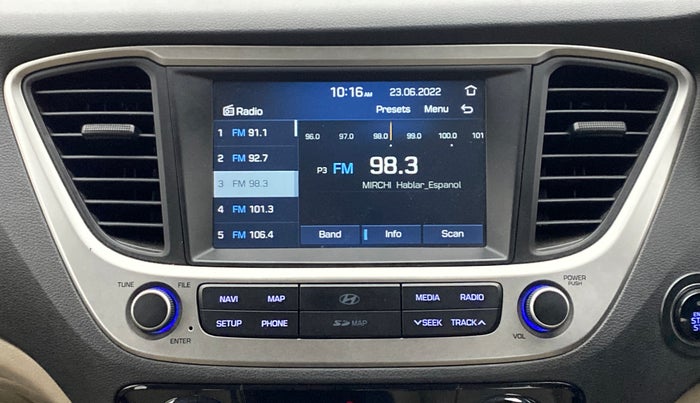 10:16 AM 23.06.2022
Radio Presets Menu
1 FM 91.1
2 FM 92.7
3 FM 98.3
4 FM 101.3
5 FM 106.4
96.0 97.0 98.0 99.0 100.0 101
P3 FM 98.3
MIRCHI Hablar_Espanol
Band Info Scan
TUNE FILE
ENTER
NAVI MAP
SETUP PHONE
SD MAP
MEDIA RADIO
SEEK TRACK
POWER
PUSH
VOL